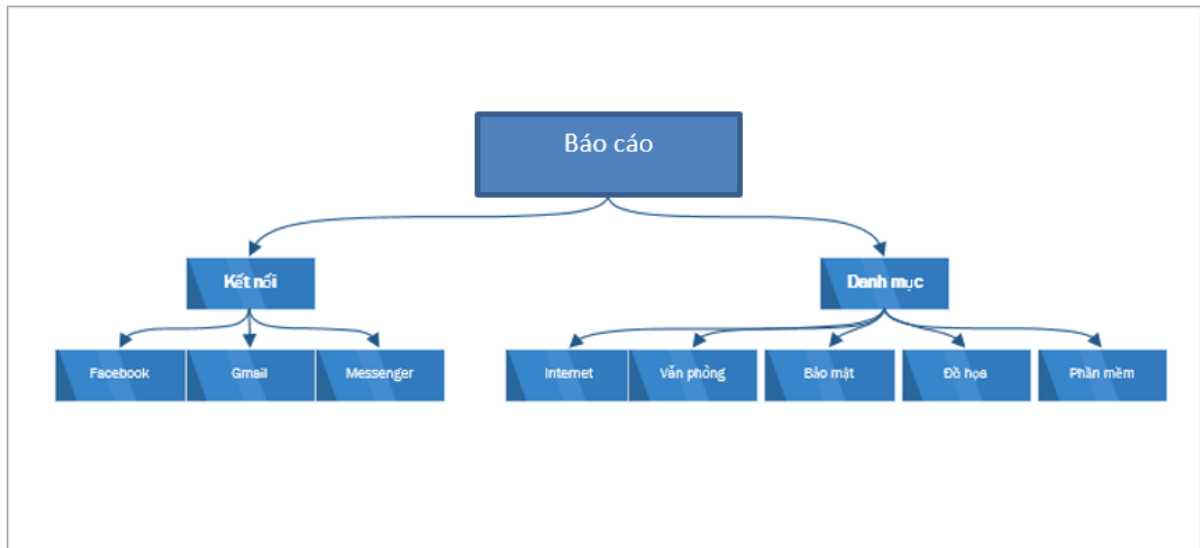 Báo cáo
Kết nối
Danh mục
Facebook
Gmail
Messenger
Internet
Văn phòng
Bảo mật
Đồ họa
Phần mềm